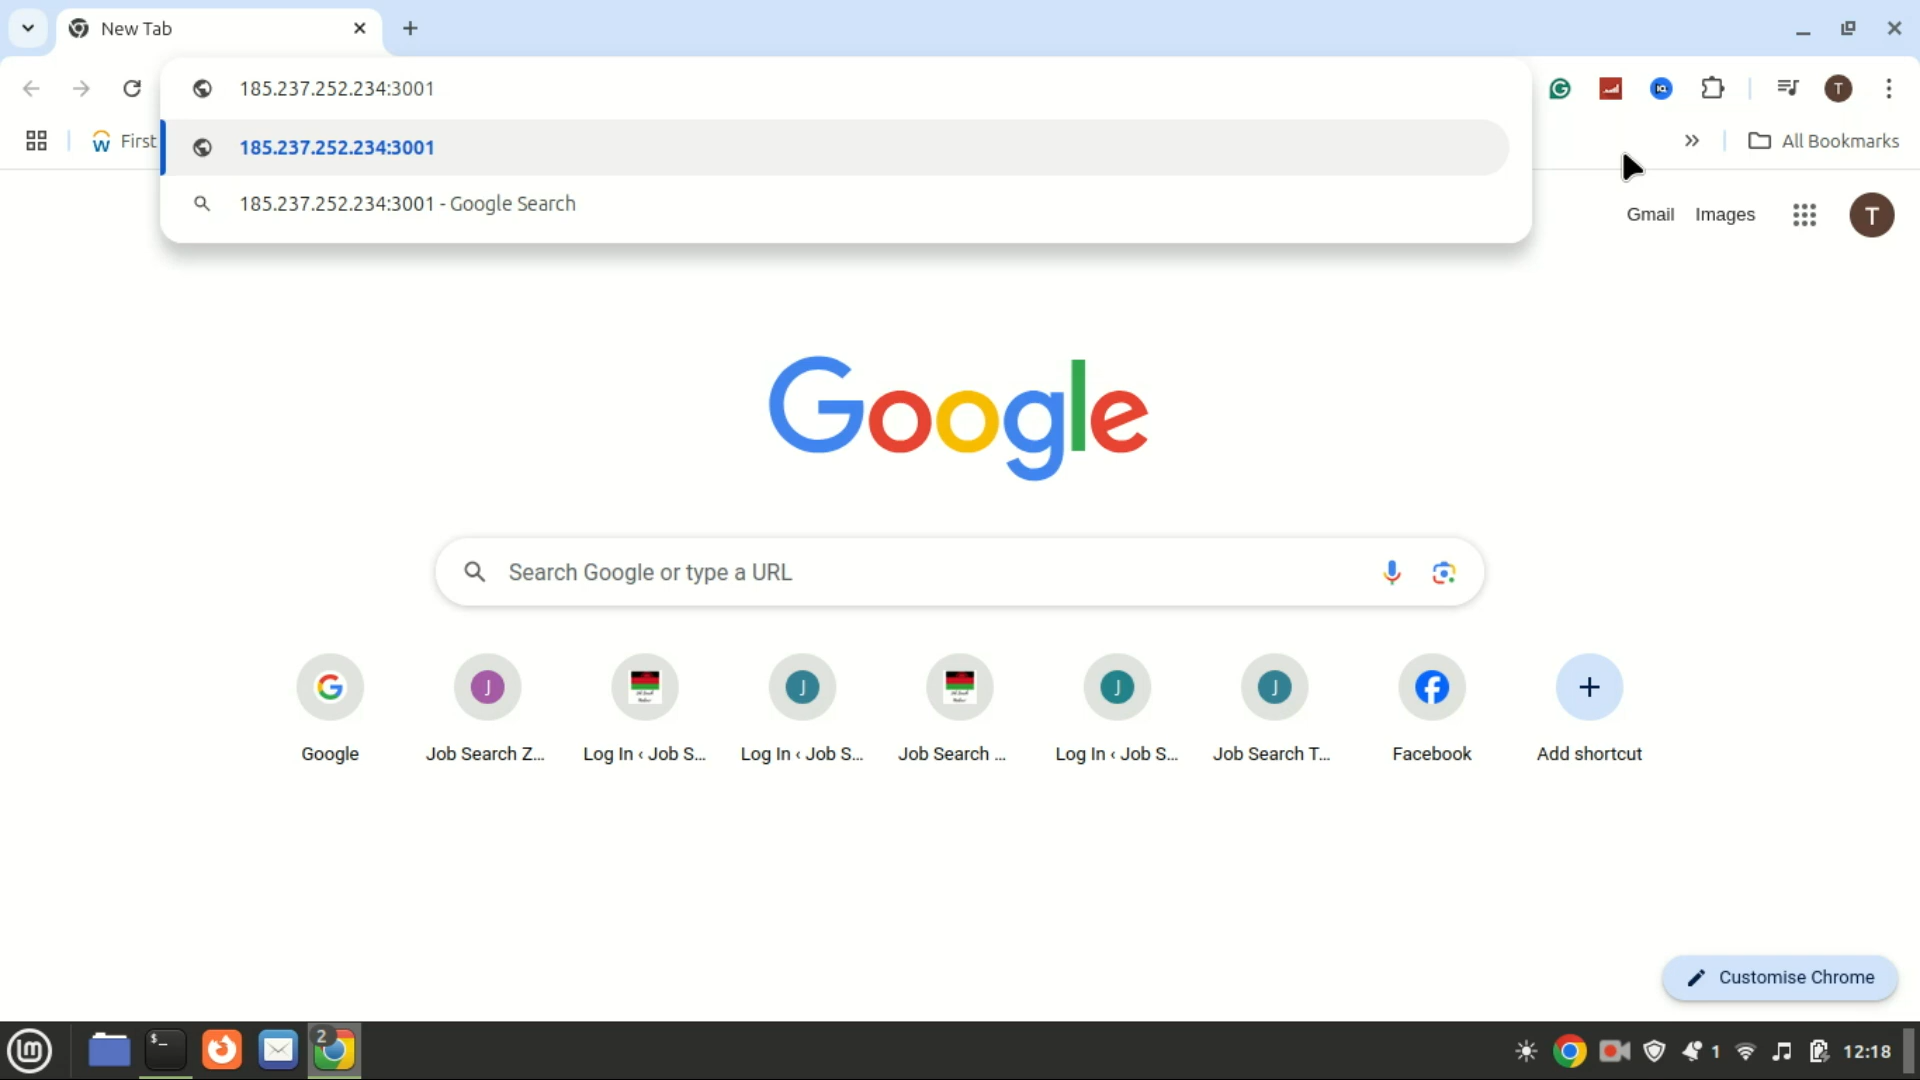 New Tab
185.237.252.234:3001
First
185.237.252.234:3001
All Bookmarks
185.237.252.234:3001 - Google Search
Gmail
Images
T
T
Google
Search Google or type a URL
J
J
J
J
Google
Job Search Z...
Log In ‹ Job S...
Log In ‹ Job S...
Job Search ...
Log In ‹ Job S...
Job Search T...
Facebook
Add shortcut
Customise Chrome
$_
2
1
12:18